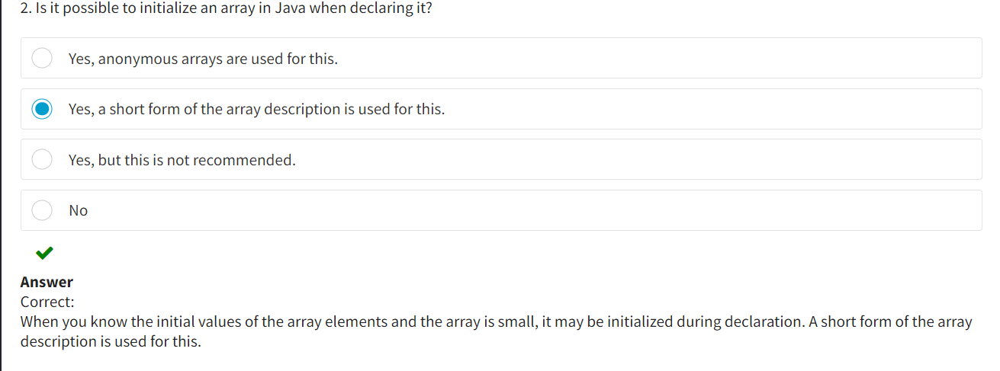 2. Is it possible to initialize an array in Java when declaring it?
Yes, anonymous arrays are used for this.
Yes, a short form of the array description is used for this.
Yes, but this is not recommended.
No
Answer
Correct:
When you know the initial values of the array elements and the array is small, it may be initialized during declaration. A short form of the array
description is used for this.